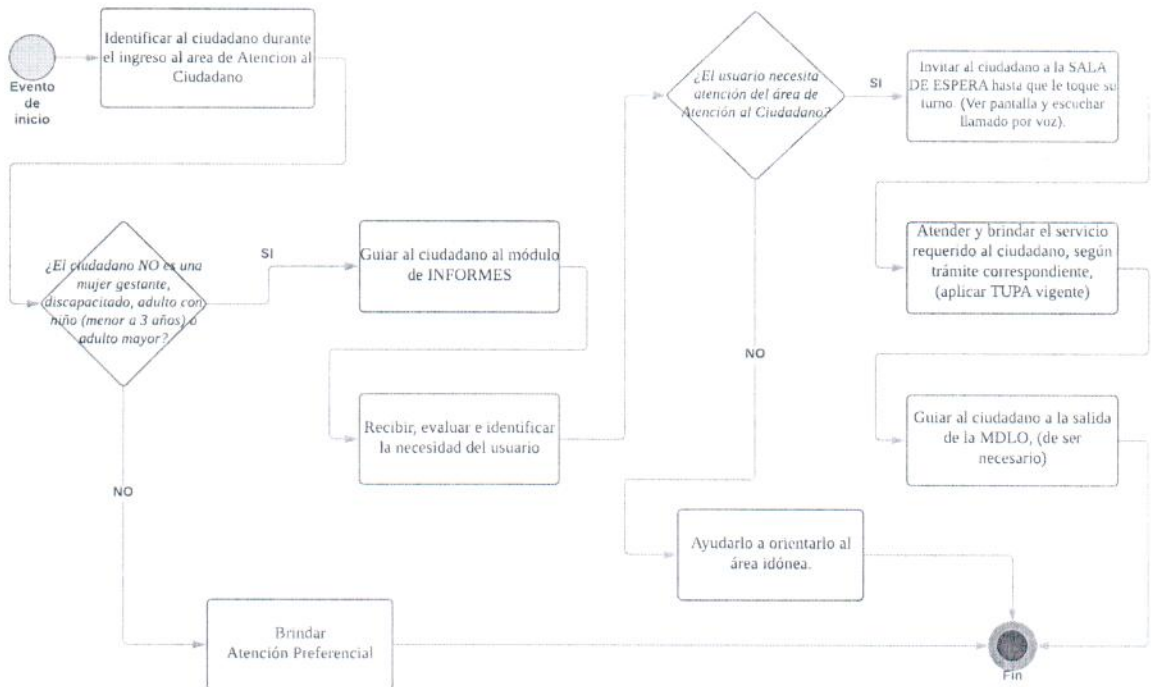 Evento
de
inicio
Identificar al ciudadano durante
el ingreso al area de Atencion al
Ciudadano
¿El ciudadano NO es una
mujer gestante,
discapacitado, adulto con
niño (menor a 3 años) o
adulto mayor?
SI
Guiar al ciudadano al módulo
de INFORMES
Recibir, evaluar e identificar
la necesidad del usuario
NO
Brindar
Atención Preferencial
¿El usuario necesita
atención del área de
Atención al Ciudadano?
SI
Invitar al ciudadano a la SALA
DE ESPERA hasta que le toque su
turno. (Ver pantalla y escuchar
llamado por voz).
Atender y brindar el servicio
requerido al ciudadano, según
trámite correspondiente,
(aplicar TUPA vigente)
Guiar al ciudadano a la salida
de la MDLO, (de ser
necesario)
NO
Ayudarlo a orientarlo al
área idónea.
Fin